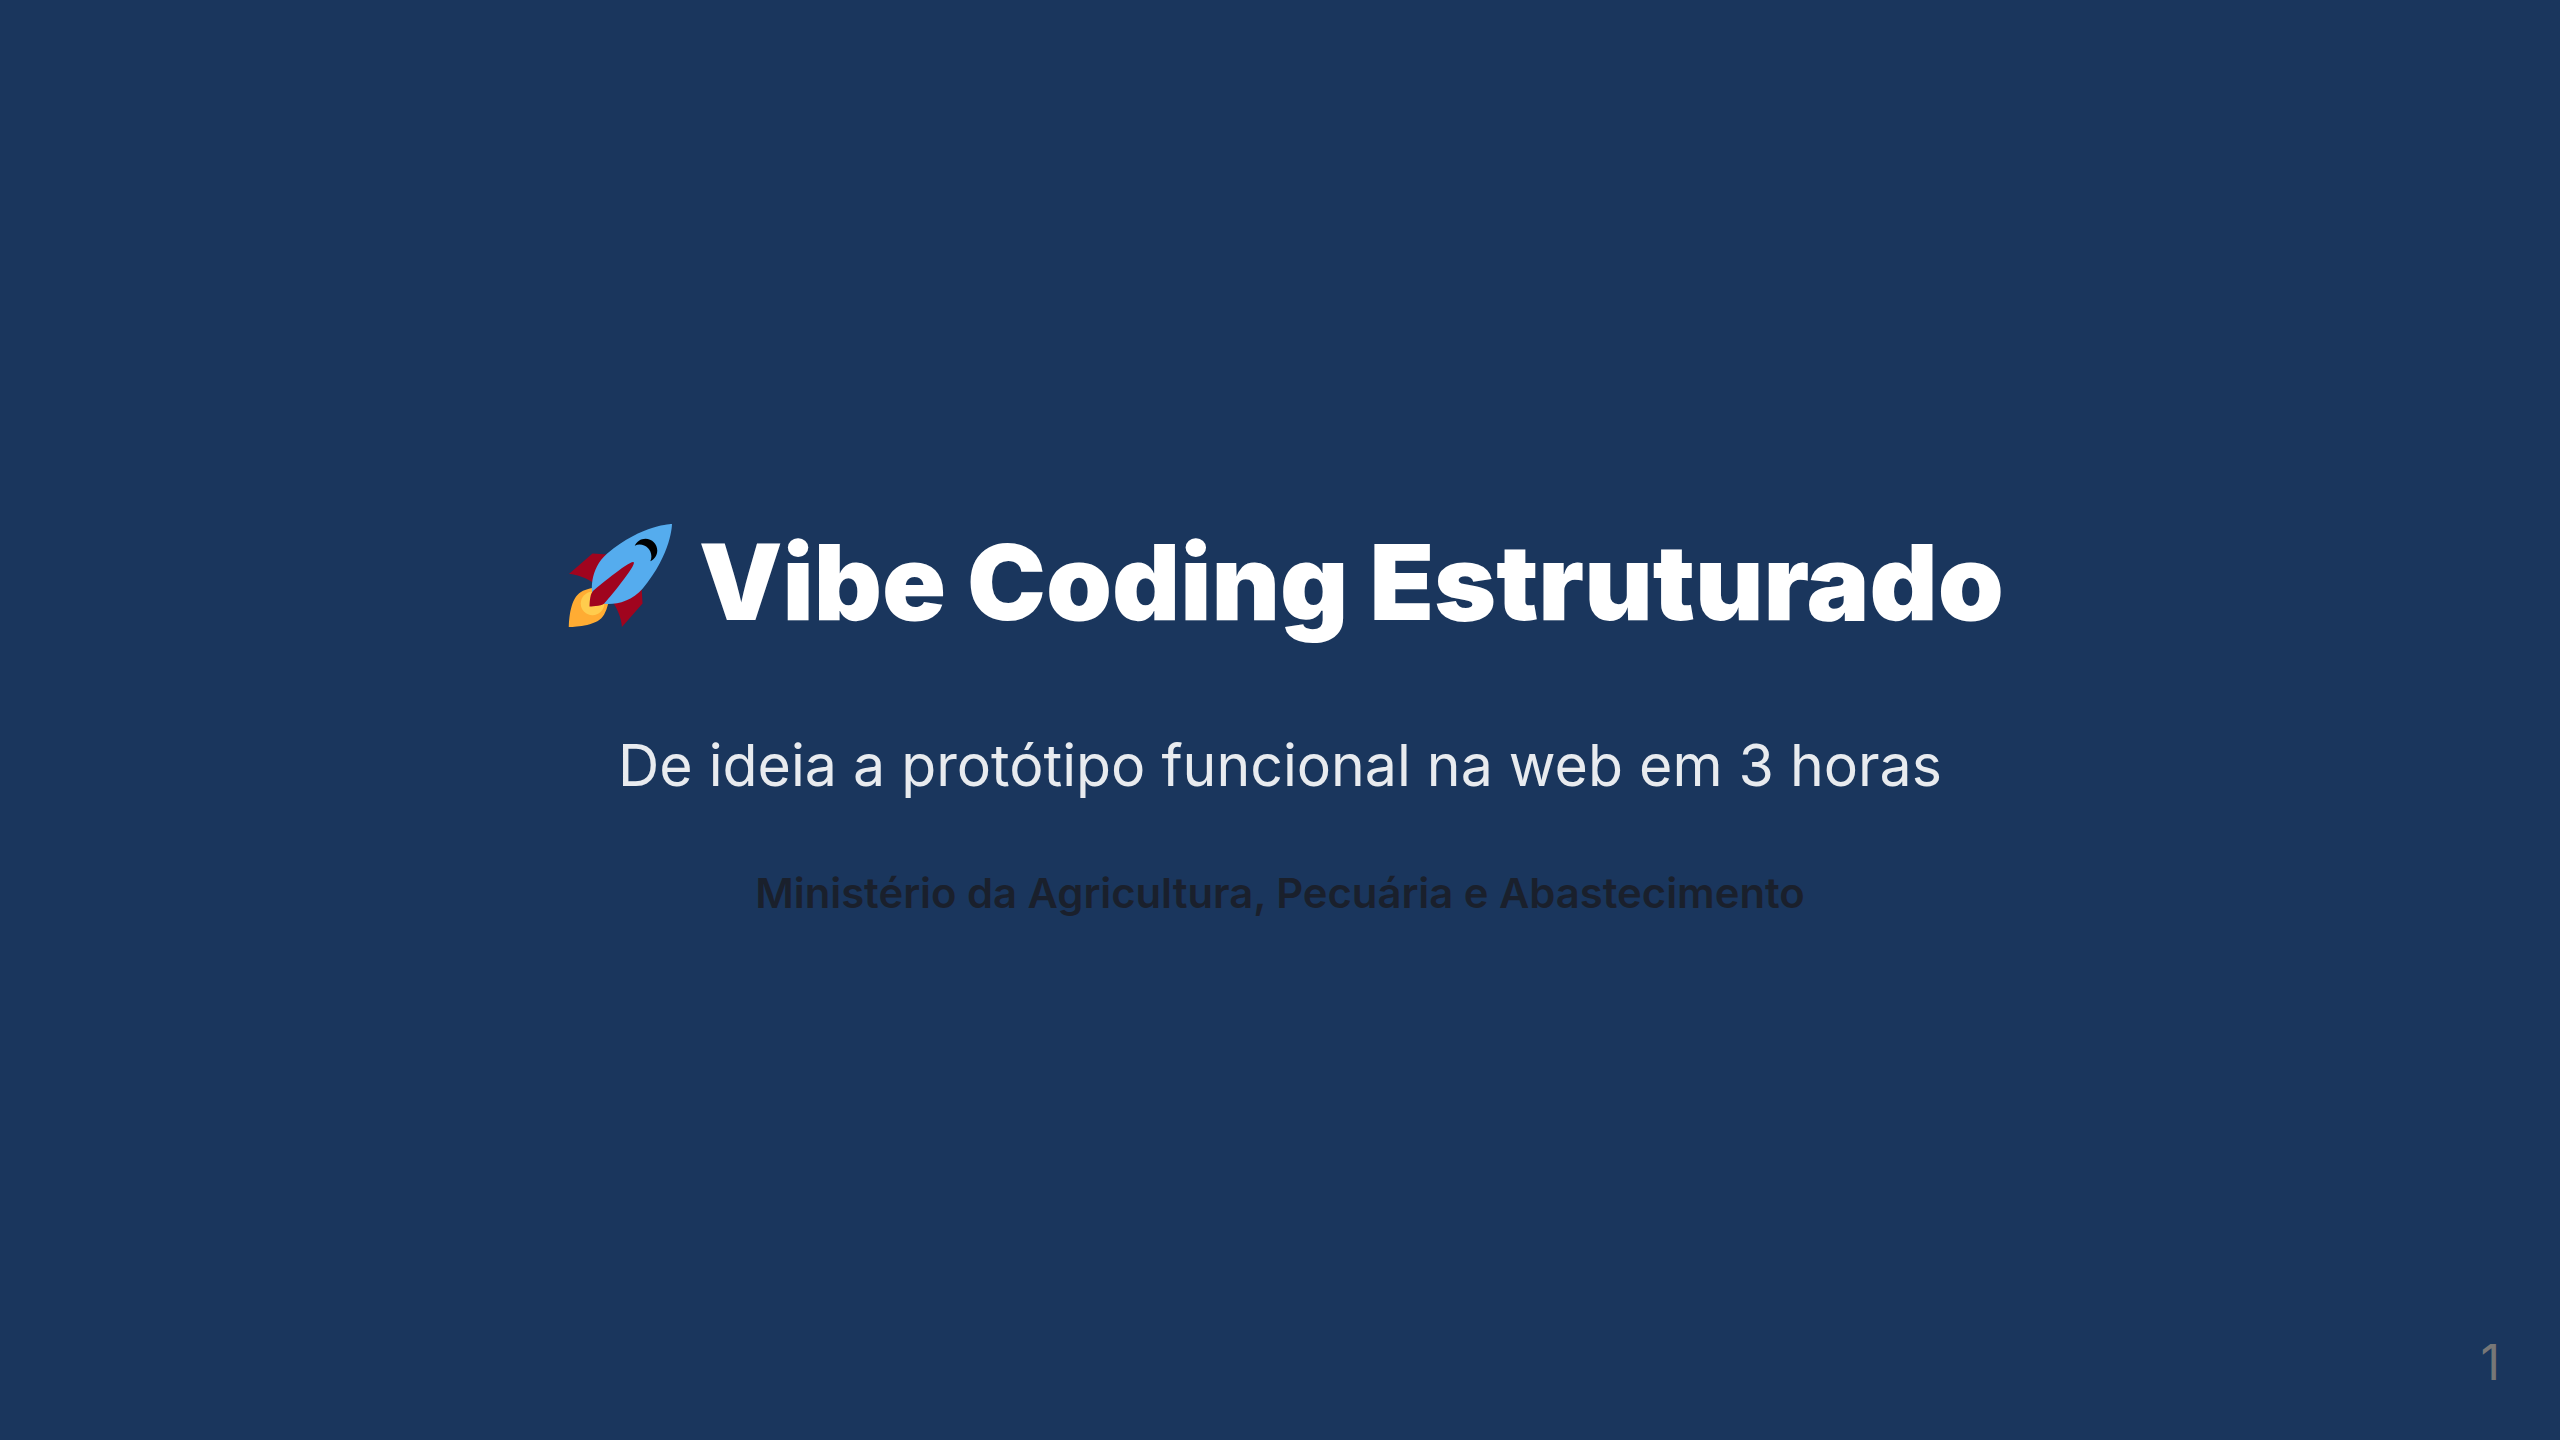 🚀 Vibe Coding Estruturado
De ideia a protótipo funcional na web em 3 horas
Ministério da Agricultura, Pecuária e Abastecimento
1